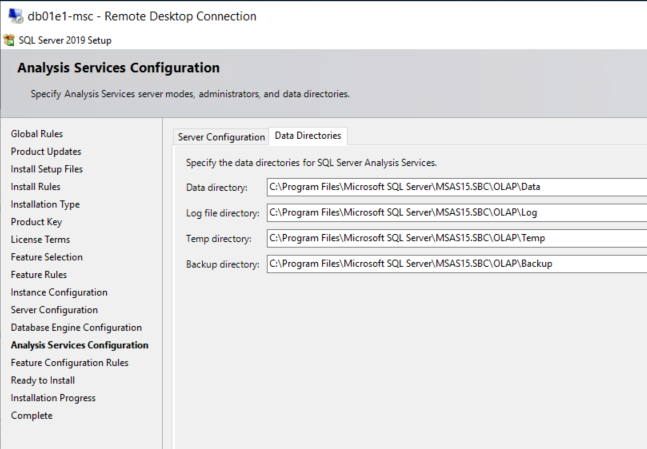 db01e1-msc - Remote Desktop Connection
SQL Server 2019 Setup
Analysis Services Configuration
Specify Analysis Services server modes, administrators, and data directories.
Global Rules
Product Updates
Install Setup Files
Install Rules
Installation Type
Product Key
License Terms
Feature Selection
Feature Rules
Instance Configuration
Server Configuration
Database Engine Configuration
Analysis Services Configuration
Feature Configuration Rules
Ready to Install
Installation Progress
Complete
Server Configuration Data Directories
Specify the data directories for SQL Server Analysis Services.
Data directory: C:\Program Files\Microsoft SQL Server\MSAS15.SBC\OLAP\Data
Log file directory: C:\Program Files\Microsoft SQL Server\MSAS15.SBC\OLAP\Log
Temp directory: C:\Program Files\Microsoft SQL Server\MSAS15.SBC\OLAP\Temp
Backup directory: C:\Program Files\Microsoft SQL Server\MSAS15.SBC\OLAP\Backup